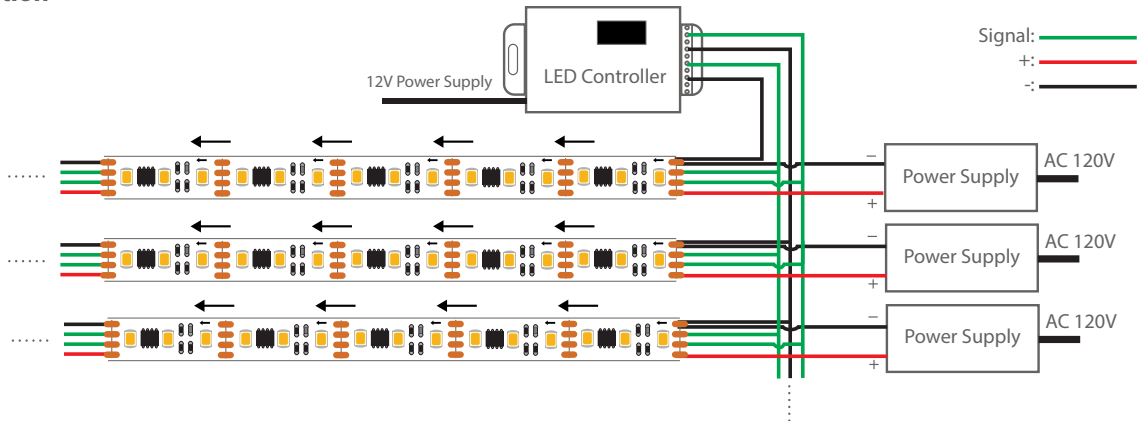 Signal:
+:
-:
LED Controller
12V Power Supply
......
− Power Supply AC 120V
+
......
− Power Supply AC 120V
+
......
− Power Supply AC 120V
+